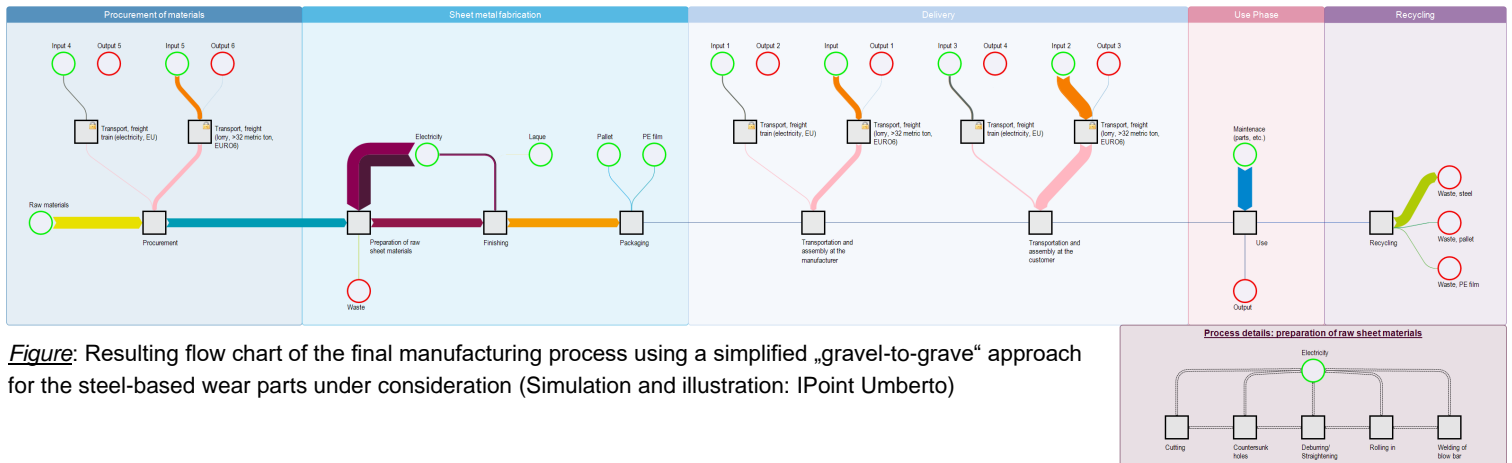 Procurement of materials
Sheet metal fabrication
Delivery
Use Phase
Recycling
Input 4
Output 5
Input 5
Output 6
Input 1
Output 2
Input
Output 1
Input 3
Output 4
Input 2
Output 3
Transport, freight
train (electricity, EU)
Transport, freight
(lorry, >32 metric ton,
EURO6)
Electricity
Laque
Pallet
PE film
Transport, freight
train (electricity, EU)
Transport, freight
(lorry, >32 metric ton,
EURO6)
Transport, freight
train (electricity, EU)
Transport, freight
(lorry, >32 metric ton,
EURO6)
Maintenace
(parts, etc.)
Waste, steel
Raw materials
Procurement
Preparation of raw
sheet materials
Finishing
Packaging
Transportation and
assembly at the
manufacturer
Transportation and
assembly at the
customer
Use
Recycling
Waste, pallet
Waste, PE film
Waste
Output
Figure: Resulting flow chart of the final manufacturing process using a simplified „gravel-to-grave“ approach
for the steel-based wear parts under consideration (Simulation and illustration: IPoint Umberto)
Process details: preparation of raw sheet materials
Electricity
Cutting
Countersunk
holes
Deburring/
Straightening
Rolling in
Welding of
blow bar